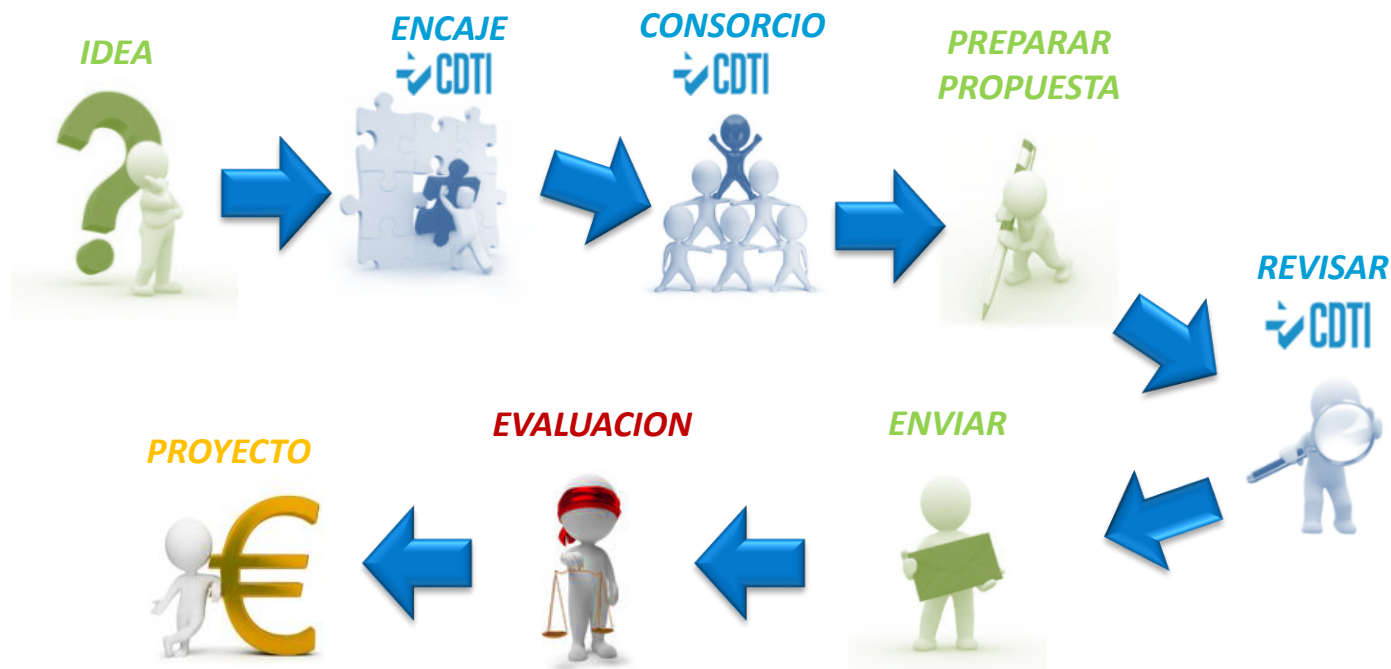 IDEA
ENCAJE
CDTI
CONSORCIO
CDTI
PREPARAR
PROPUESTA
REVISAR
CDTI
ENVIAR
EVALUACION
PROYECTO
€